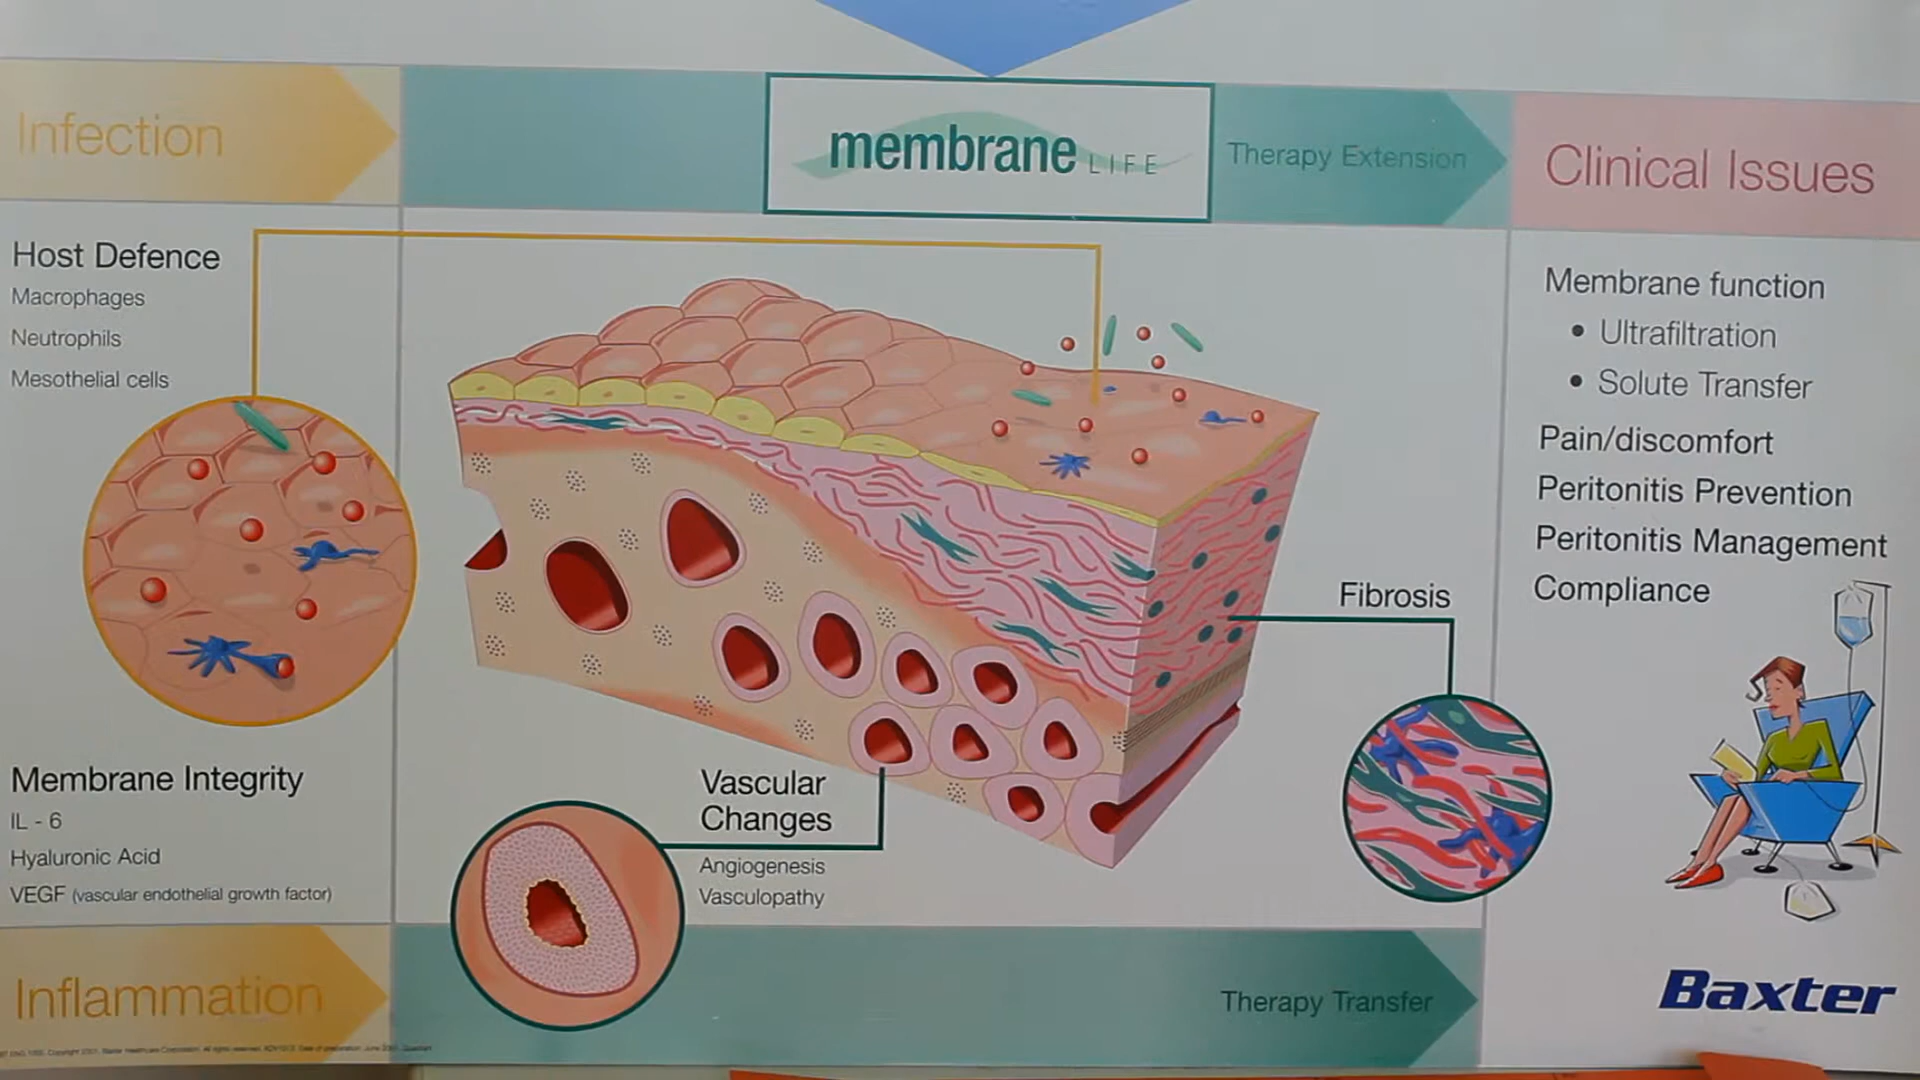 Infection
membrane LIFE
Therapy Extension
Clinical Issues
Host Defence
Macrophages
Neutrophils
Mesothelial cells
Membrane Integrity
IL - 6
Hyaluronic Acid
VEGF (vascular endothelial growth factor)
Vascular
Changes
Angiogenesis
Vasculopathy
Fibrosis
Membrane function
• Ultrafiltration
• Solute Transfer
Pain/discomfort
Peritonitis Prevention
Peritonitis Management
Compliance
Inflammation
Therapy Transfer
Baxter